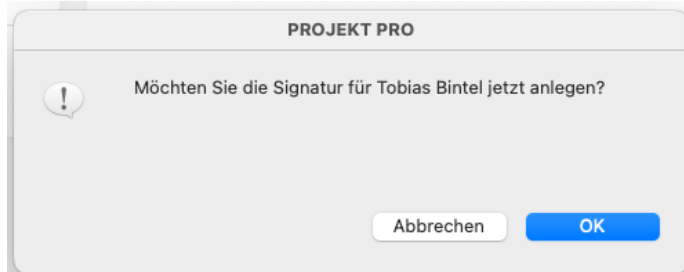 PROJEKT PRO
Möchten Sie die Signatur für Tobias Bintel jetzt anlegen?
Abbrechen
OK